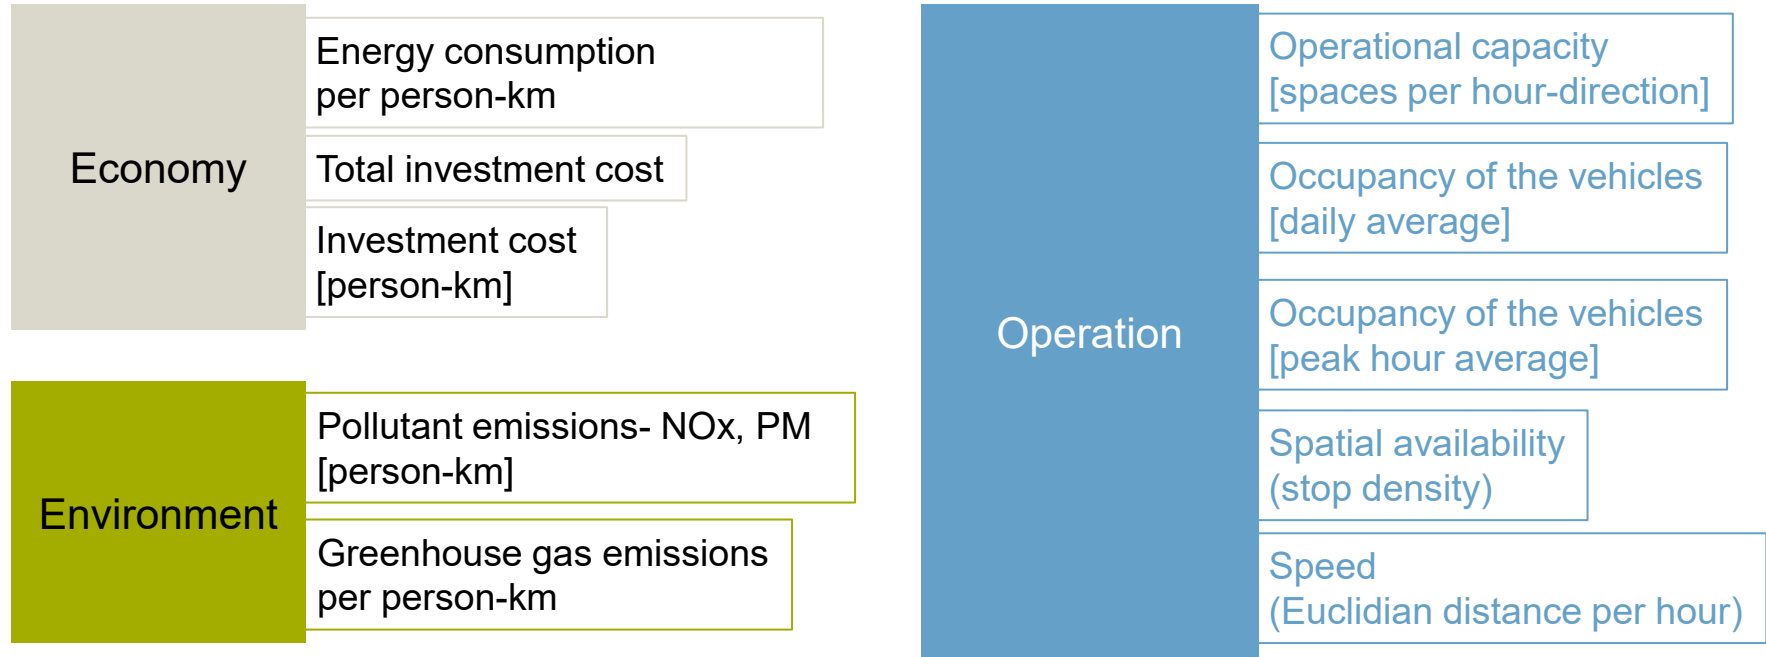 Economy
Energy consumption
per person-km
Total investment cost
Investment cost
[person-km]
Environment
Pollutant emissions- NOx, PM
[person-km]
Greenhouse gas emissions
per person-km
Operation
Operational capacity
[spaces per hour-direction]
Occupancy of the vehicles
[daily average]
Occupancy of the vehicles
[peak hour average]
Spatial availability
(stop density)
Speed
(Euclidian distance per hour)